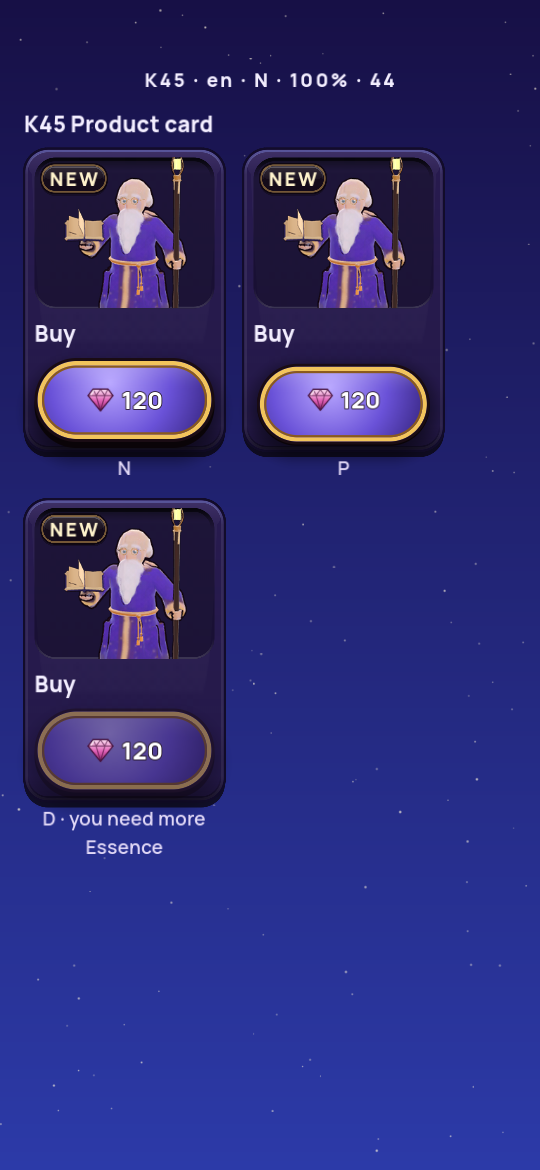 K45 · en · N · 100% · 44
K45 Product card
NEW
NEW
Buy
Buy
120
120
N
P
NEW
Buy
120
D · you need more
Essence